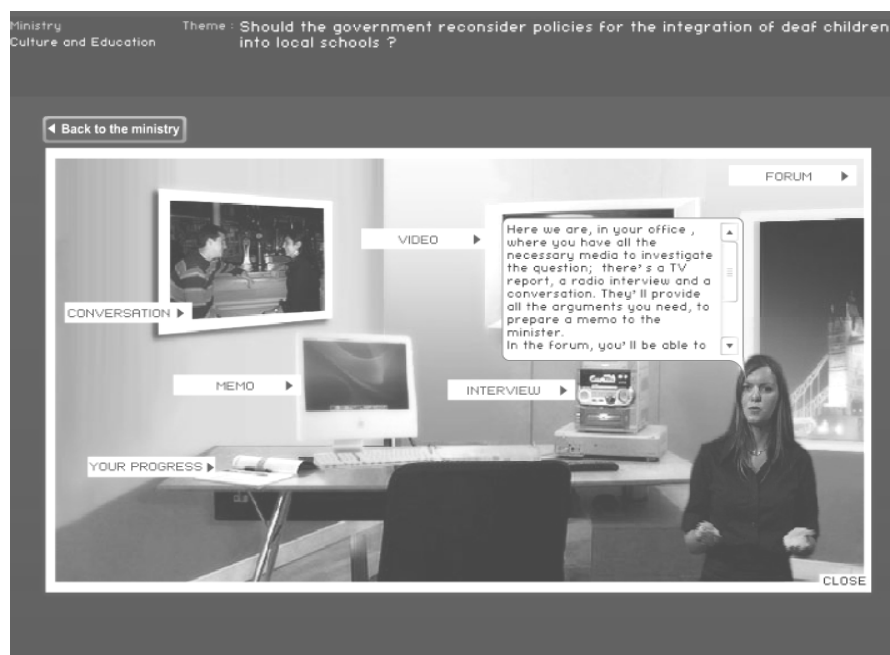 Ministry
Culture and Education
Theme : Should the government reconsider policies for the integration of deaf children
into local schools ?
Back to the ministry
FORUM
VIDEO
Here we are, in your office ,
where you have all the
necessary media to investigate
the question; there's a TV
report, a radio interview and a
conversation. They'll provide
all the arguments you need, to
prepare a memo to the
minister.
In the forum, you'll be able to
CONVERSATION
MEMO
INTERVIEW
YOUR PROGRESS
CLOSE